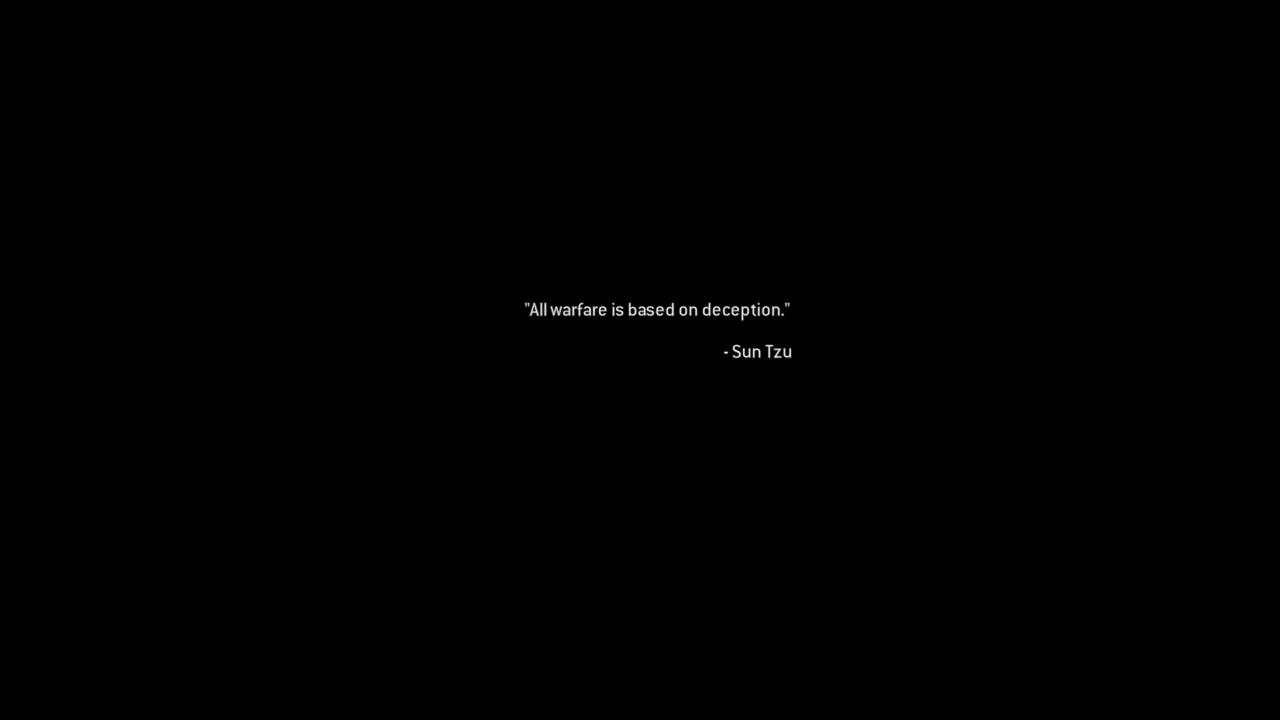 "All warfare is based on deception."
- Sun Tzu